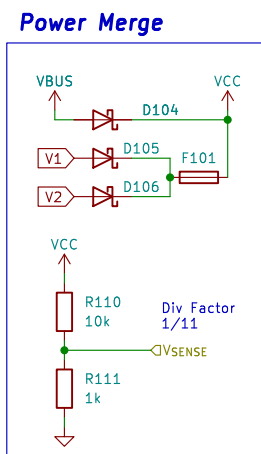 Power Merge
VBUS
VCC
D104
V1
D105
F101
V2
D106
VCC
R110
10k
Div Factor
1/11
VSENSE
R111
1k